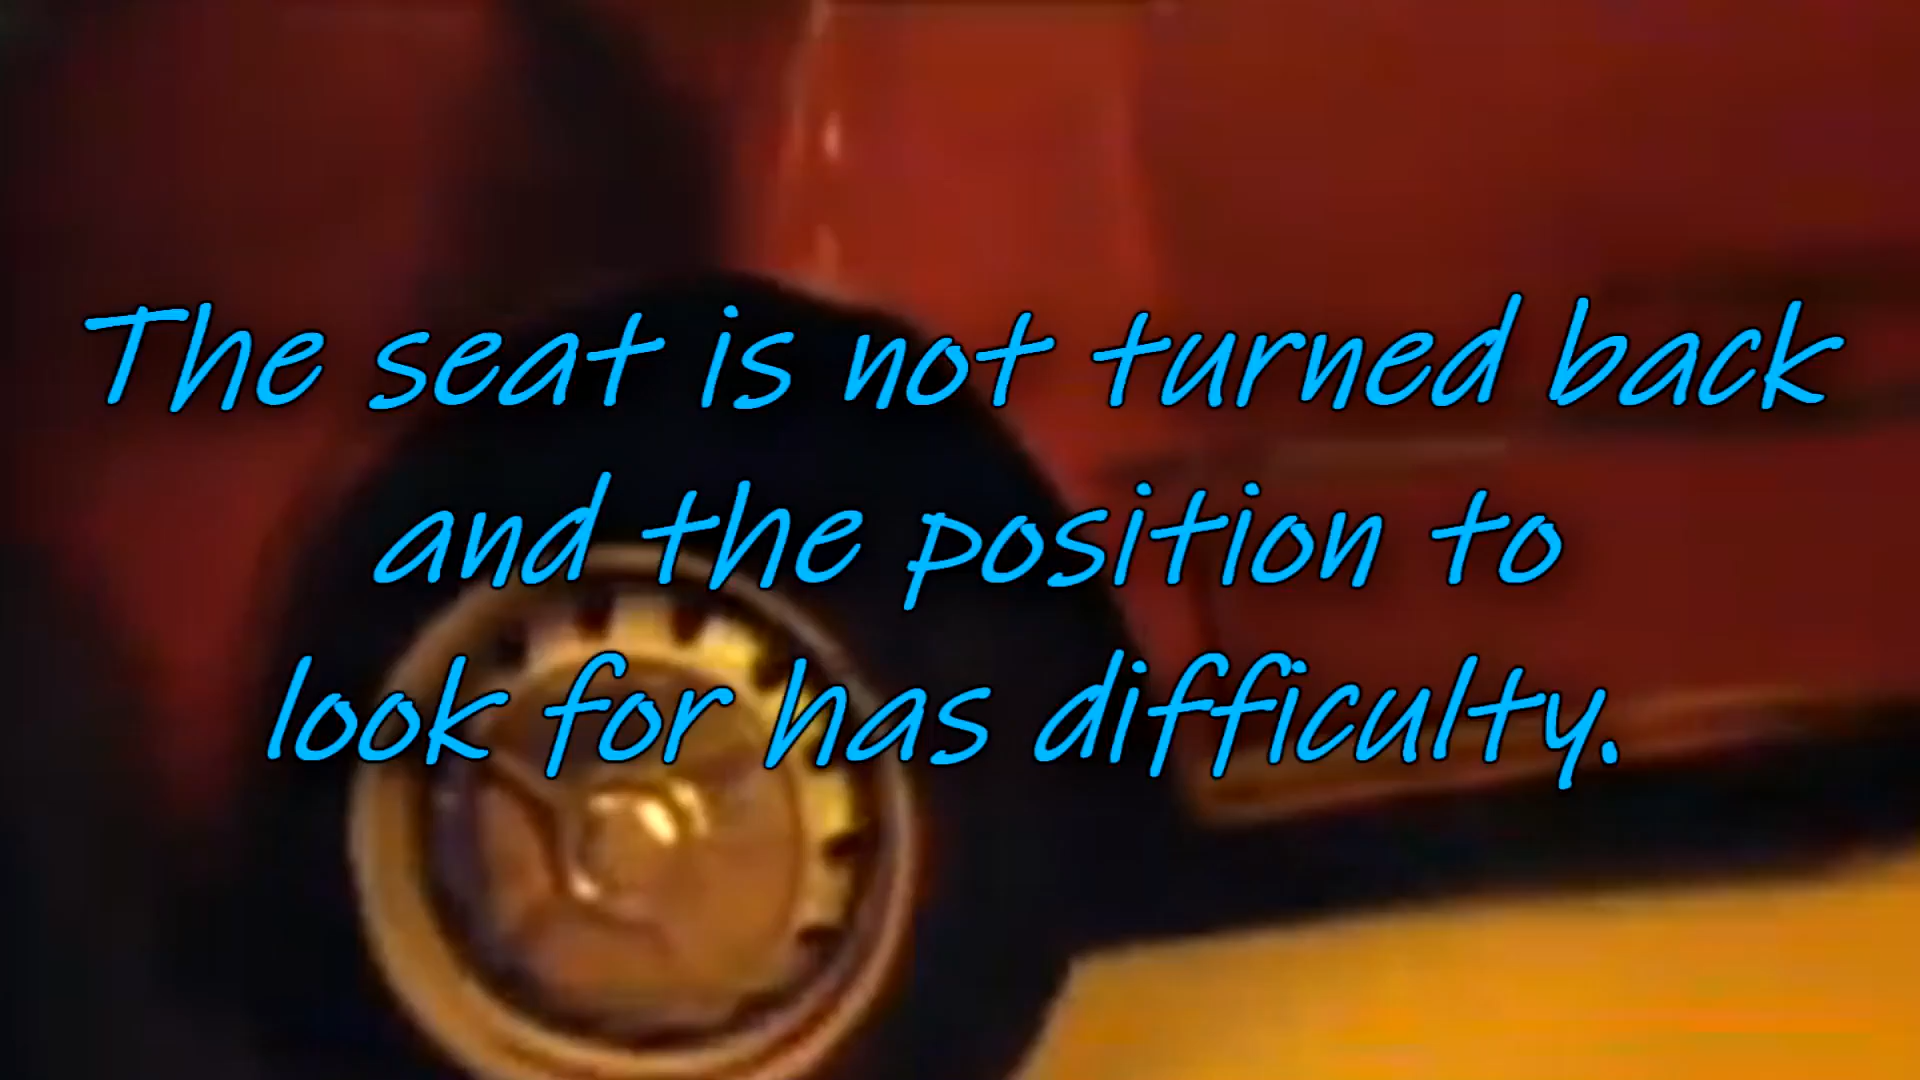 The seat is not turned back
and the position to
look for has difficulty.